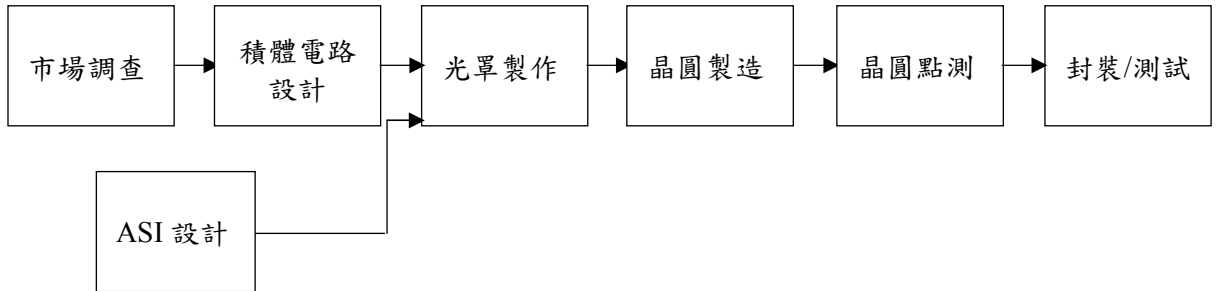 市場調查
積體電路
設計
光罩製作
晶圓製造
晶圓點測
封裝/測試
ASI 設計